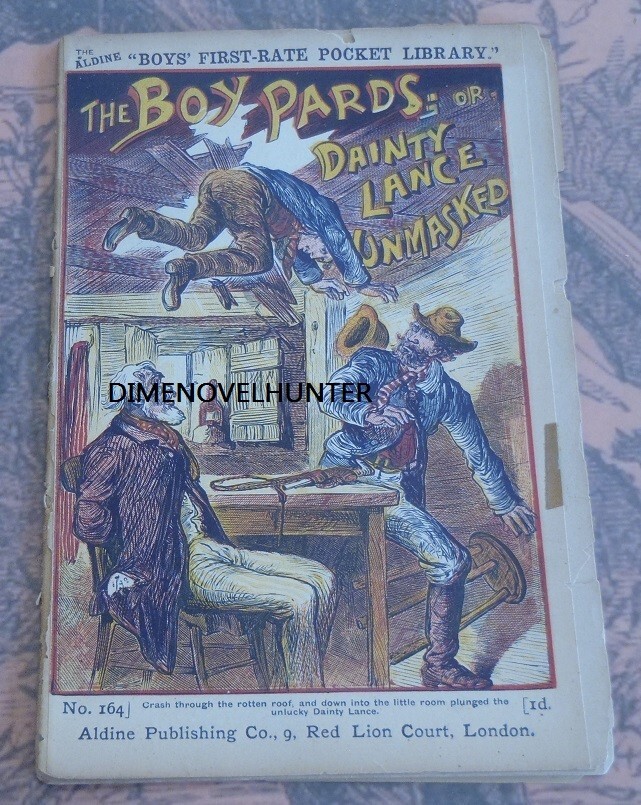 THE ALDINE "BOYS' FIRST-RATE POCKET LIBRARY."
THE BOY PARDS; OR,
DAINTY
LANCE
UNMASKED
DIMENOVELHUNTER
No. 164] Crash through the rotten roof, and down into the little room plunged the [1d.
unlucky Dainty Lance.
Aldine Publishing Co., 9, Red Lion Court, London.